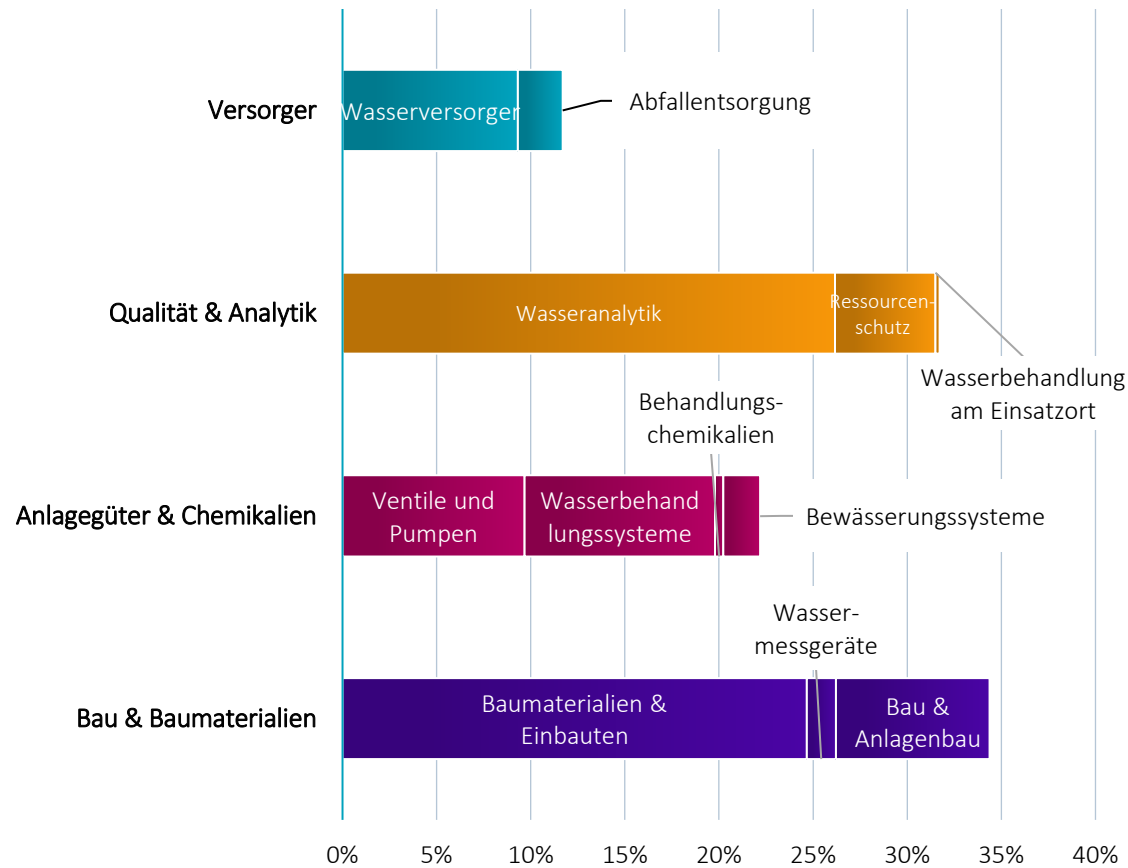 Versorger
Wasserversorger
Abfallentsorgung
Qualität & Analytik
Wasseranalytik
Ressourcen-
schutz
Wasserbehandlung
am Einsatzort
Behandlungs-
chemikalien
Anlagegüter & Chemikalien
Ventile und
Pumpen
Wasserbehand
lungssysteme
Bewässerungssysteme
Wasser-
messgeräte
Bau & Baumaterialien
Baumaterialien &
Einbauten
Bau &
Anlagenbau
0% 5% 10% 15% 20% 25% 30% 35% 40%